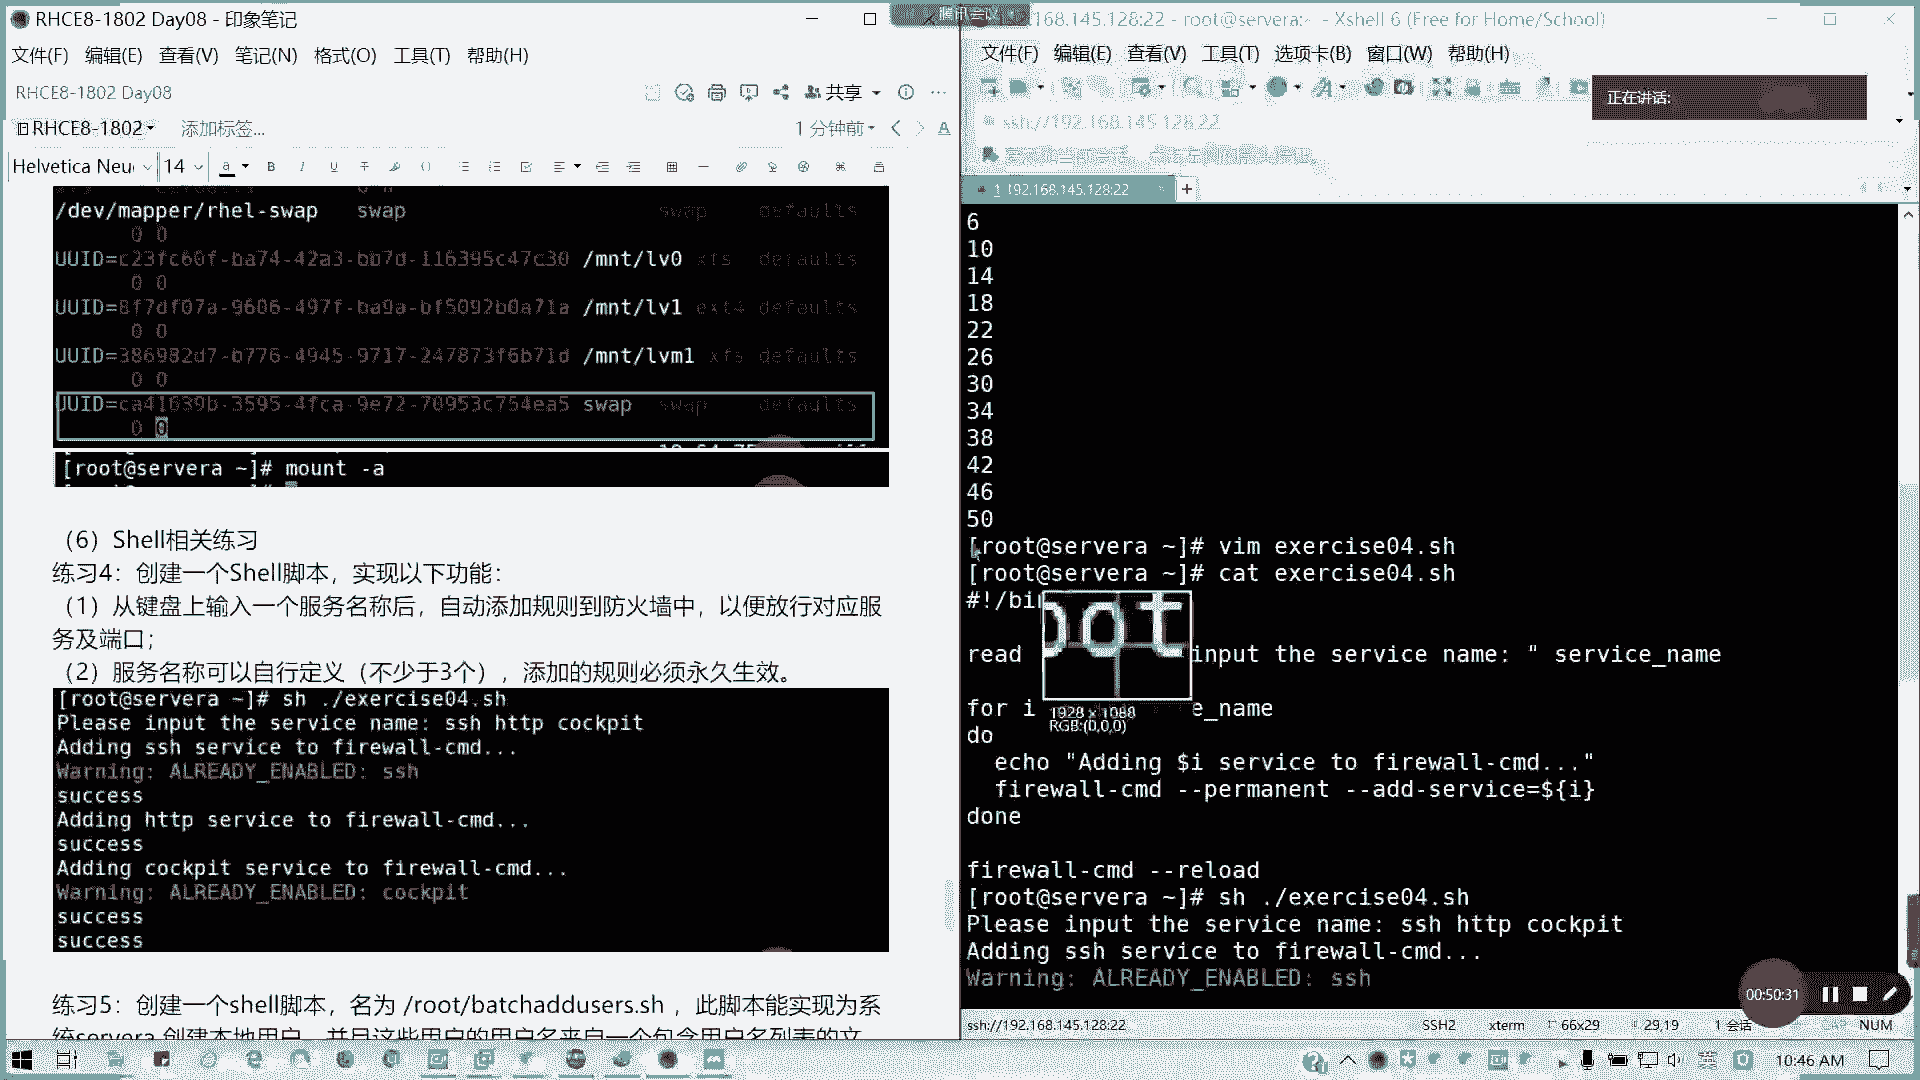 RHCE8-1802 Day08 - 印象笔记
文件(F) 编辑(E) 查看(V) 笔记(N) 格式(O) 工具(T) 帮助(H)
RHCE8-1802 Day08
共享
RHCE8-1802
添加标签...
1 分钟前
Helvetica Neu
14
/dev/mapper/rhel-swap swap swap defaults
0 0
UUID=c23fc60f-ba74-42a3-bb7d-116395c47c30 /mnt/lv0 xfs defaults
0 0
UUID=8f7df07a-9606-497f-ba9a-bf5092b0a71a /mnt/lv1 ext4 defaults
0 0
UUID=386982d7-b776-4945-9717-247873f6b71d /mnt/lvm1 xfs defaults
0 0
UUID=ca41639b-3595-4fca-9e72-70953c754ea5 swap swap defaults
0 0
[root@servera ~]# mount -a
（6）Shell相关练习
练习4：创建一个Shell脚本，实现以下功能：
（1）从键盘上输入一个服务名称后，自动添加规则到防火墙中，以便放行对应服
务及端口；
（2）服务名称可以自行定义（不少于3个），添加的规则必须永久生效。
[root@servera ~]# sh ./exercise04.sh
Please input the service name: ssh http cockpit
Adding ssh service to firewall-cmd...
Warning: ALREADY_ENABLED: ssh
success
Adding http service to firewall-cmd...
success
Adding cockpit service to firewall-cmd...
Warning: ALREADY_ENABLED: cockpit
success
success
练习5：创建一个shell脚本，名为 /root/batchaddusers.sh ，此脚本能实现为系
统servera 创建本地用户，并且这些用户的用户名来自一个包含用户名列表的文
腾讯会议
192.168.145.128:22 - root@servera:~ - Xshell 6 (Free for Home/School)
文件(F) 编辑(E) 查看(V) 工具(T) 选项卡(B) 窗口(W) 帮助(H)
正在讲话:
ssh://192.168.145.128:22
1 192.168.145.128:22
6
10
14
18
22
26
30
34
38
42
46
50
[root@servera ~]# vim exercise04.sh
[root@servera ~]# cat exercise04.sh
#!/bin
read input the service name: " service_name
for i e_name
do
echo "Adding $i service to firewall-cmd..."
firewall-cmd --permanent --add-service=${i}
done
firewall-cmd --reload
[root@servera ~]# sh ./exercise04.sh
Please input the service name: ssh http cockpit
Adding ssh service to firewall-cmd...
Warning: ALREADY_ENABLED: ssh
oot
1928 x 1088
RGB:(0,0,0)
00:50:31
ssh://192.168.145.128:22
SSH2
xterm
66x29
29,19
1 会话
NUM
英
10:46 AM